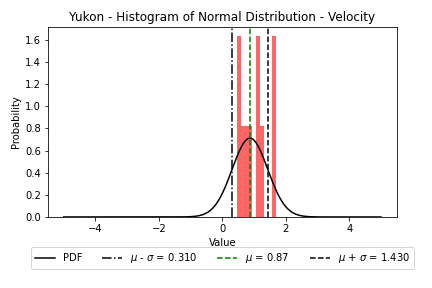 Yukon - Histogram of Normal Distribution - Velocity
1.6
1.4
1.2
1.0
0.8
0.6
0.4
0.2
0.0
Probability
−4 −2 0 2 4
Value
PDF μ - σ = 0.310 μ = 0.87 μ + σ = 1.430